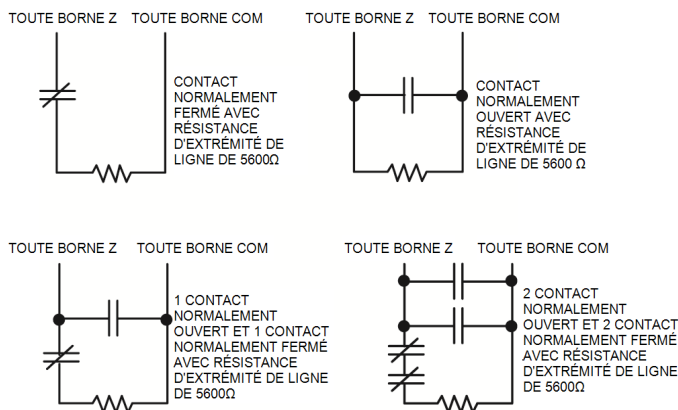 TOUTE BORNE Z TOUTE BORNE COM
CONTACT
NORMALEMENT
FERMÉ AVEC
RÉSISTANCE
D'EXTRÉMITÉ DE
LIGNE DE 5600Ω
TOUTE BORNE Z TOUTE BORNE COM
CONTACT
NORMALEMENT
OUVERT AVEC
RÉSISTANCE
D'EXTRÉMITÉ DE
LIGNE DE 5600 Ω
TOUTE BORNE Z TOUTE BORNE COM
1 CONTACT
NORMALEMENT
OUVERT ET 1 CONTACT
NORMALEMENT FERMÉ
AVEC RÉSISTANCE
D'EXTRÉMITÉ DE LIGNE
DE 5600Ω
TOUTE BORNE Z TOUTE BORNE COM
2 CONTACT
NORMALEMENT
OUVERT ET 2 CONTACT
NORMALEMENT FERMÉ
AVEC RÉSISTANCE
D'EXTRÉMITÉ DE LIGNE
DE 5600Ω